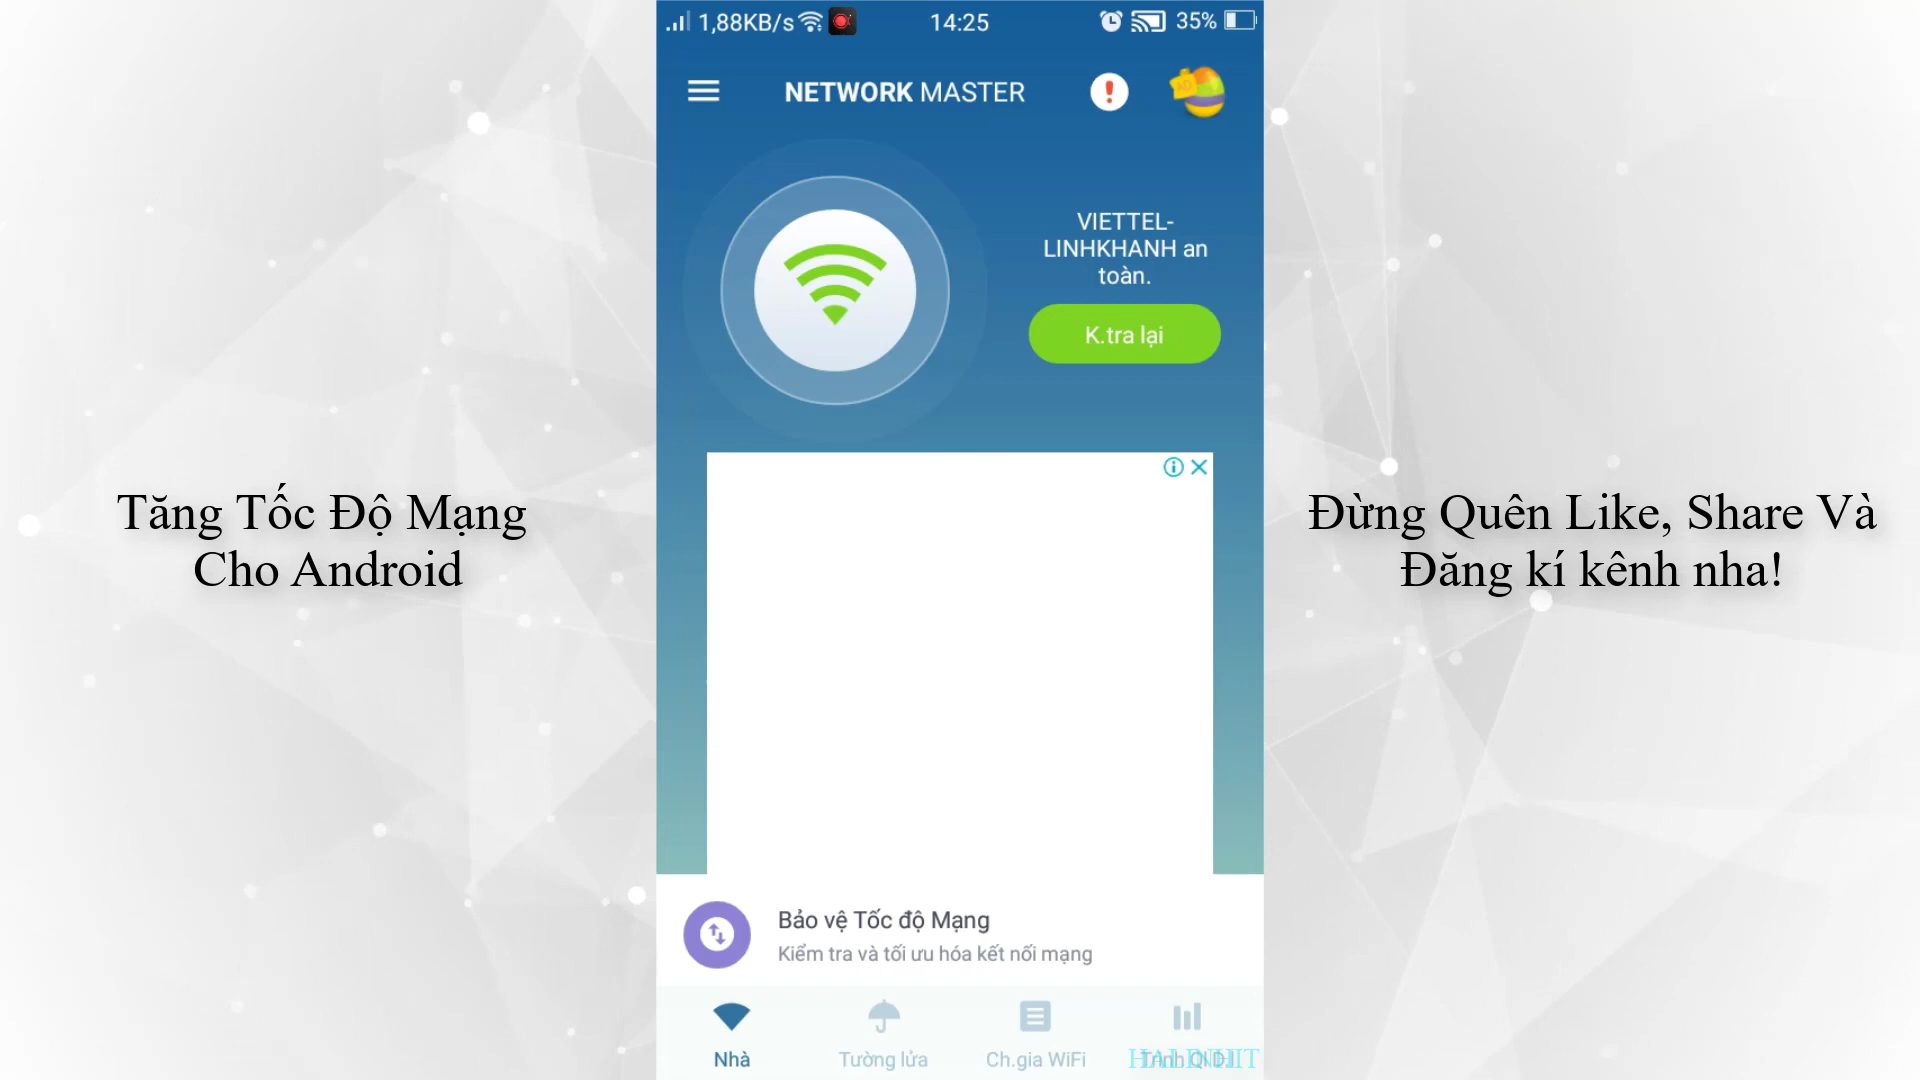 1,88KB/s 14:25 35%
NETWORK MASTER
VIETTEL-
LINHKHANH an
toàn.
K.tra lại
Tăng Tốc Độ Mạng
Cho Android
Đừng Quên Like, Share Và
Đăng kí kênh nha!
Bảo vệ Tốc độ Mạng
Kiểm tra và tối ưu hóa kết nối mạng
Nhà Tường lửa Ch.gia WiFi